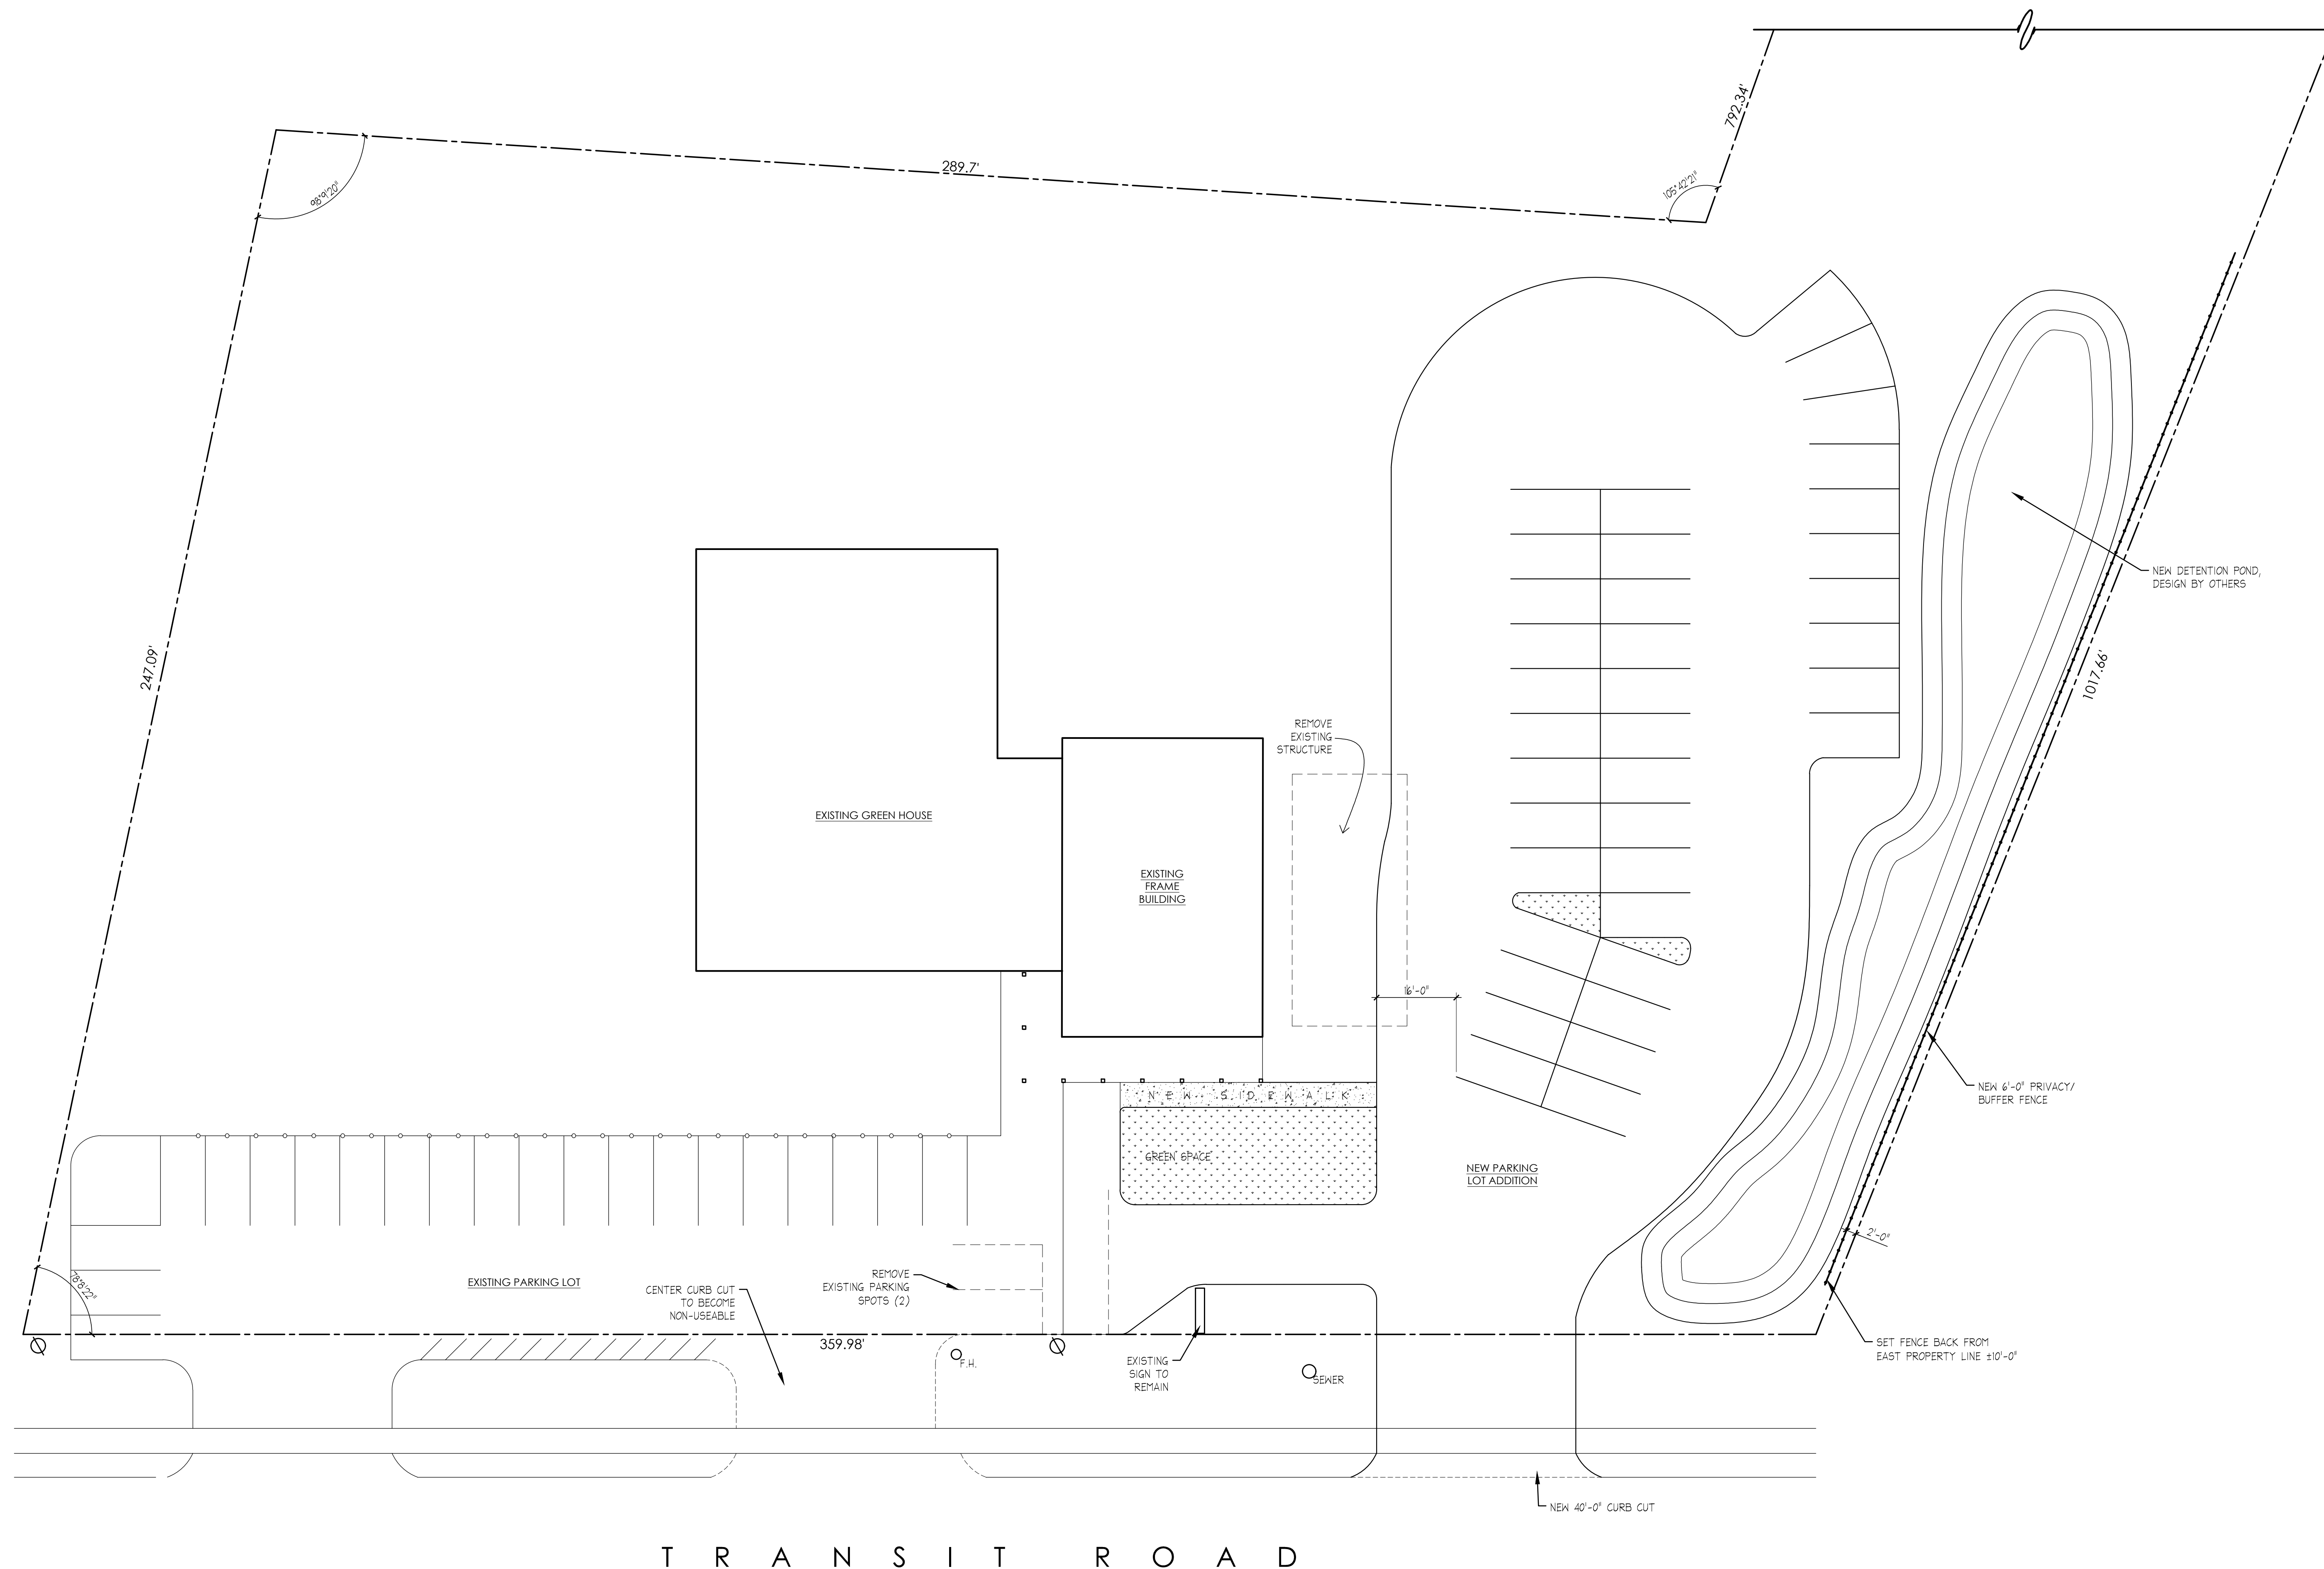 792.34'
289.7'
98°9'20"
105°42'21"
247.09'
1017.66'
NEW DETENTION POND,
DESIGN BY OTHERS
REMOVE
EXISTING
STRUCTURE
EXISTING GREEN HOUSE
EXISTING
FRAME
BUILDING
16'-0"
NEW 6'-0" PRIVACY/
BUFFER FENCE
NEW SIDEWALK
GREEN SPACE
NEW PARKING
LOT ADDITION
2'-0"
78°8'22"
EXISTING PARKING LOT
REMOVE
EXISTING PARKING
SPOTS (2)
CENTER CURB CUT
TO BECOME
NON-USEABLE
359.98'
F.H.
EXISTING
SIGN TO
REMAIN
SEWER
SET FENCE BACK FROM
EAST PROPERTY LINE ±10'-0"
NEW 40'-0" CURB CUT
TRANSIT ROAD